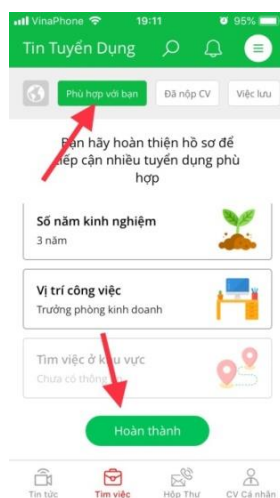 VinaPhone 19:11 95%
Tin Tuyển Dụng
Phù hợp với bạn Đã nộp CV Việc lưu
Bạn hãy hoàn thiện hồ sơ để
tiếp cận nhiều tuyển dụng phù
hợp
Số năm kinh nghiệm
3 năm
Vị trí công việc
Trưởng phòng kinh doanh
Tìm việc ở khu vực
Chưa có thông
Hoàn thành
Tin tức Tìm việc Hộp Thư CV Cá nhân